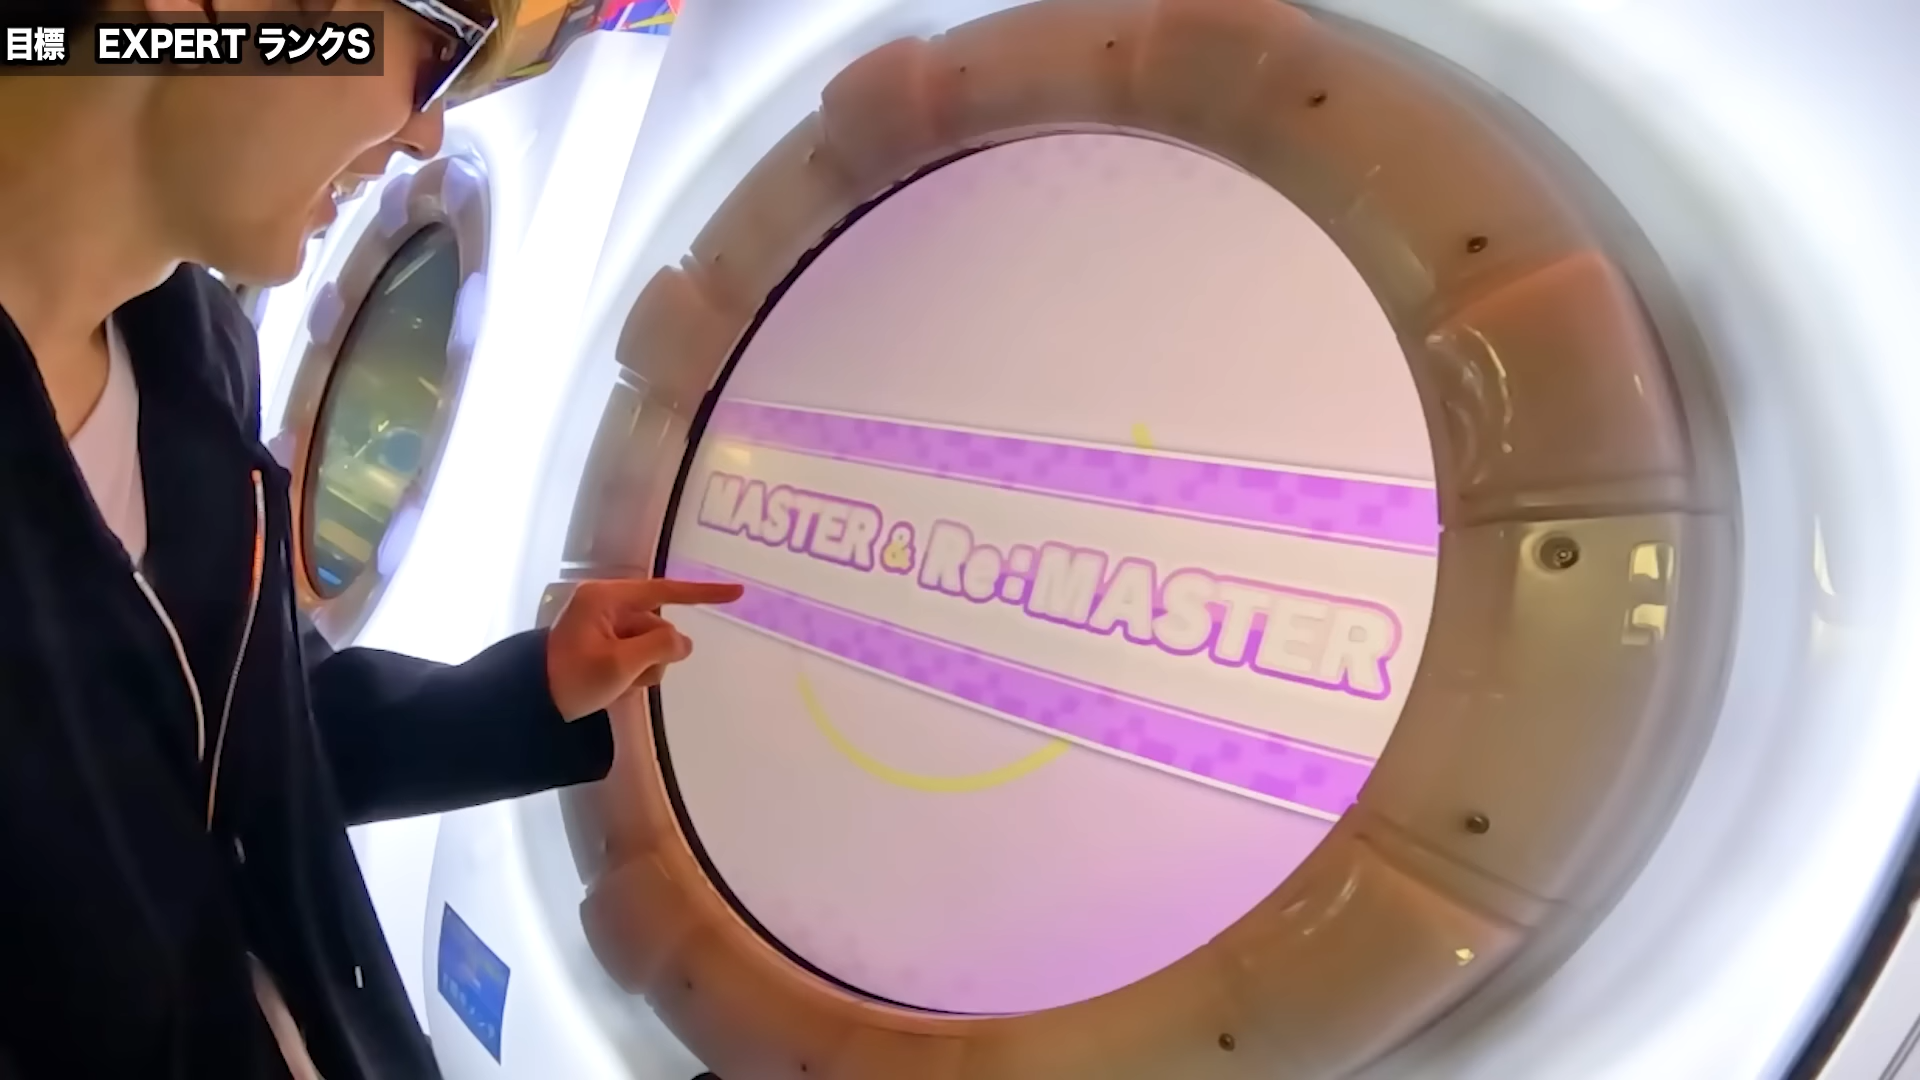 目標　EXPERT ランクS
MASTER & Re:MASTER